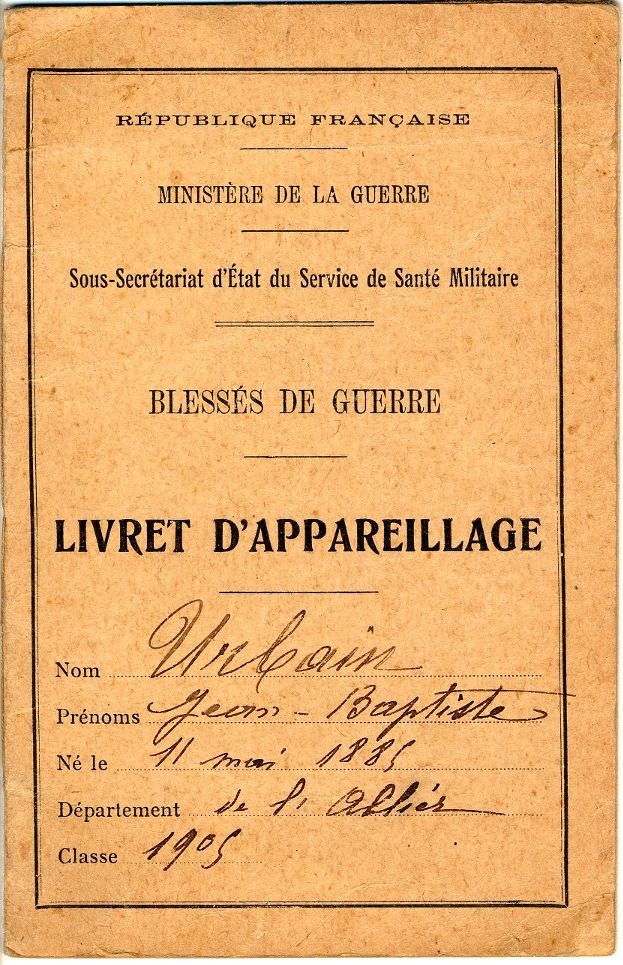 RÉPUBLIQUE FRANÇAISE
MINISTÈRE DE LA GUERRE
Sous-Secrétariat d'État du Service de Santé Militaire
BLESSÉS DE GUERRE
LIVRET D'APPAREILLAGE
Nom Urbain
Prénoms Jean - Baptiste
Né le 11 mai 1885
Département de l'Allier
Classe 1905